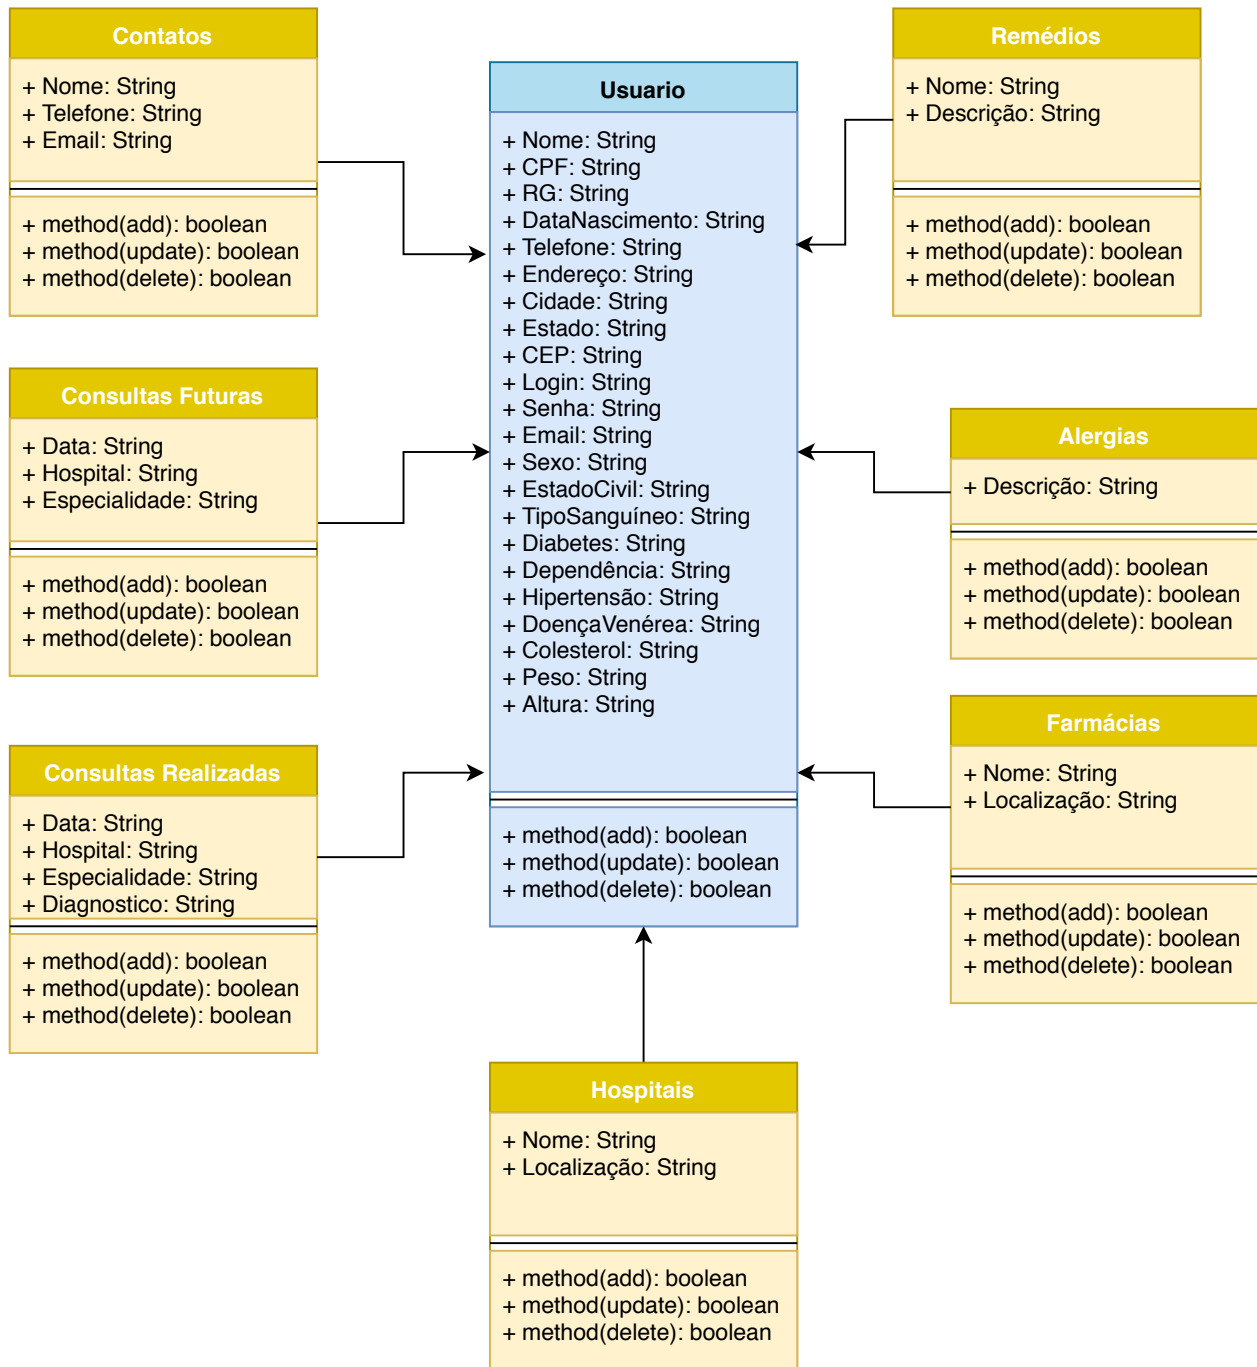 Contatos
+ Nome: String
+ Telefone: String
+ Email: String
+ method(add): boolean
+ method(update): boolean
+ method(delete): boolean
Consultas Futuras
+ Data: String
+ Hospital: String
+ Especialidade: String
+ method(add): boolean
+ method(update): boolean
+ method(delete): boolean
Consultas Realizadas
+ Data: String
+ Hospital: String
+ Especialidade: String
+ Diagnostico: String
+ method(add): boolean
+ method(update): boolean
+ method(delete): boolean
Usuario
+ Nome: String
+ CPF: String
+ RG: String
+ DataNascimento: String
+ Telefone: String
+ Endereço: String
+ Cidade: String
+ Estado: String
+ CEP: String
+ Login: String
+ Senha: String
+ Email: String
+ Sexo: String
+ EstadoCivil: String
+ TipoSanguíneo: String
+ Diabetes: String
+ Dependência: String
+ Hipertensão: String
+ DoençaVenérea: String
+ Colesterol: String
+ Peso: String
+ Altura: String
+ method(add): boolean
+ method(update): boolean
+ method(delete): boolean
Hospitais
+ Nome: String
+ Localização: String
+ method(add): boolean
+ method(update): boolean
+ method(delete): boolean
Remédios
+ Nome: String
+ Descrição: String
+ method(add): boolean
+ method(update): boolean
+ method(delete): boolean
Alergias
+ Descrição: String
+ method(add): boolean
+ method(update): boolean
+ method(delete): boolean
Farmácias
+ Nome: String
+ Localização: String
+ method(add): boolean
+ method(update): boolean
+ method(delete): boolean